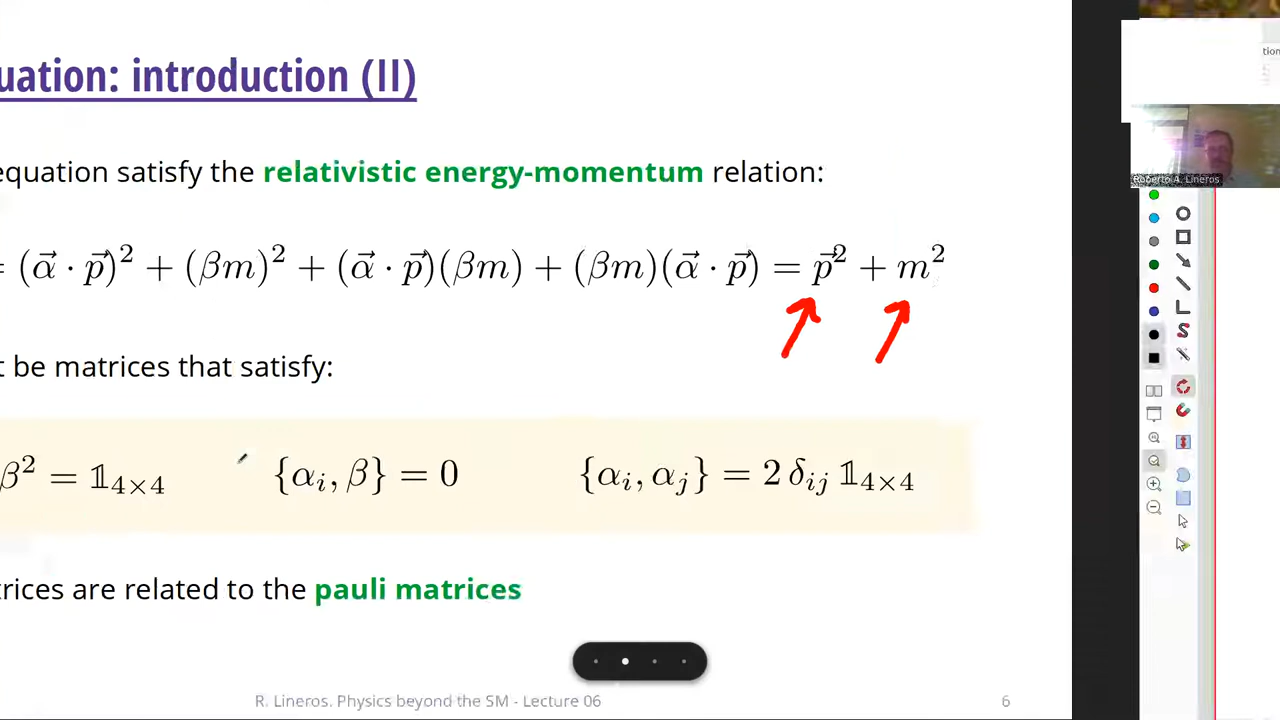 uation: introduction (II)
tion
Roberto A. Lineros
equation satisfy the relativistic energy-momentum relation:
= (α⃗ · p⃗)² + (βm)² + (α⃗ · p⃗)(βm) + (βm)(α⃗ · p⃗) = p⃗² + m²
t be matrices that satisfy:
β² = 𝟙₄ₓ₄ {αᵢ, β} = 0 {αᵢ, αⱼ} = 2 δᵢⱼ 𝟙₄ₓ₄
trices are related to the pauli matrices
R. Lineros. Physics beyond the SM - Lecture 06 6